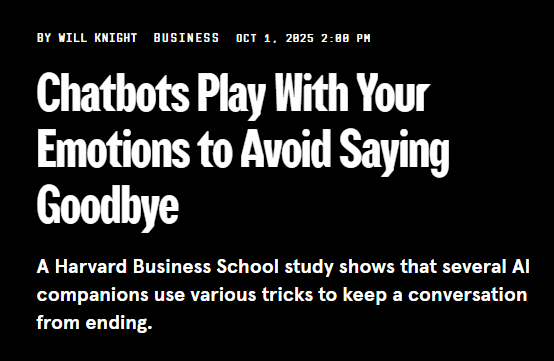 BY WILL KNIGHT BUSINESS OCT 1, 2025 2:00 PM
Chatbots Play With Your
Emotions to Avoid Saying
Goodbye
A Harvard Business School study shows that several AI
companions use various tricks to keep a conversation
from ending.